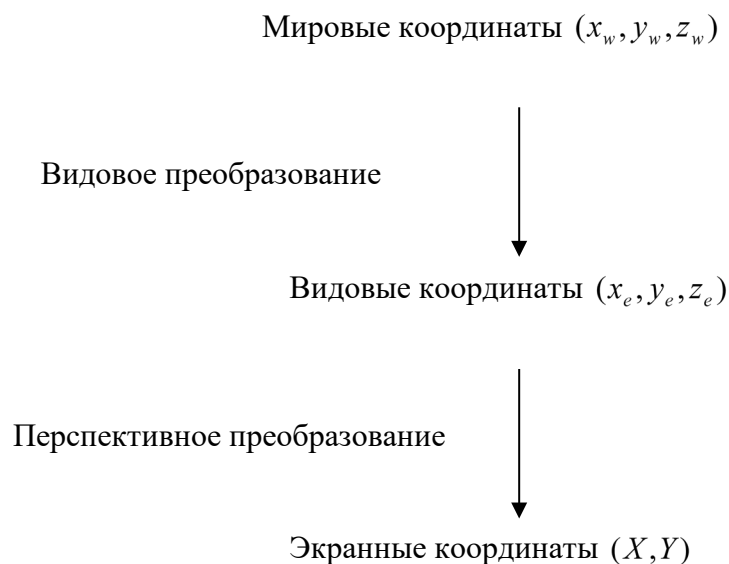 Мировые координаты (x_w, y_w, z_w)
Видовое преобразование
Видовые координаты (x_e, y_e, z_e)
Перспективное преобразование
Экранные координаты (X, Y)